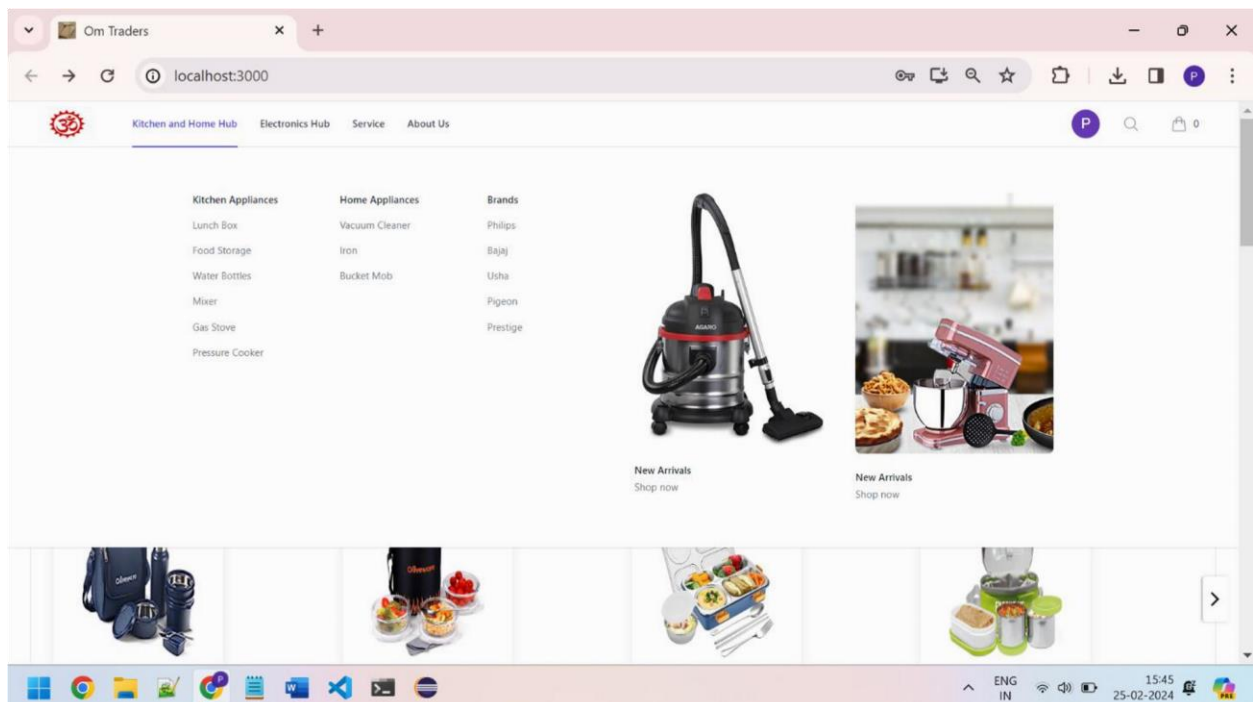 Om Traders
localhost:3000
P
ॐ
Kitchen and Home Hub Electronics Hub Service About Us
P
0
Kitchen Appliances
Lunch Box
Food Storage
Water Bottles
Mixer
Gas Stove
Pressure Cooker
Home Appliances
Vacuum Cleaner
Iron
Bucket Mob
Brands
Philips
Bajaj
Usha
Pigeon
Prestige
AGARO
New Arrivals
Shop now
New Arrivals
Shop now
P
W
ENG
IN
15:45
25-02-2024
PRE